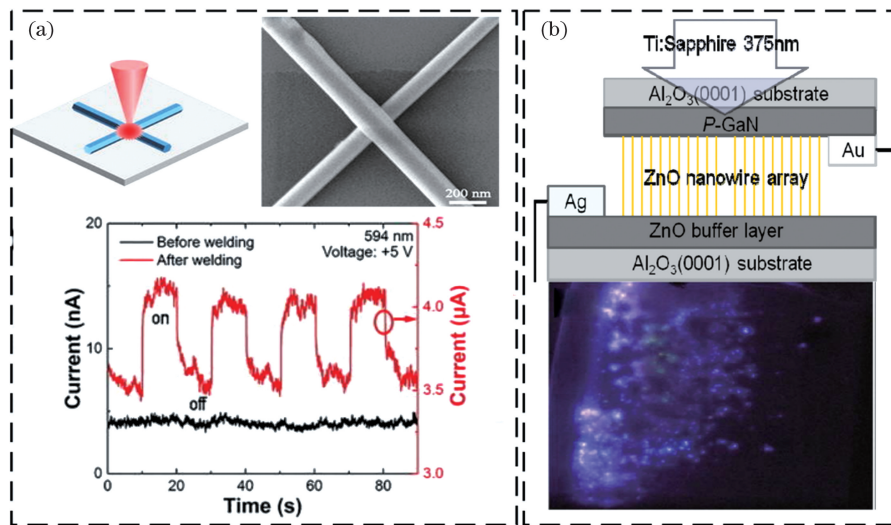 (a)
200 nm
20
15
10
5
0
4.5
4.0
3.5
3.0
Before welding
After welding
594 nm
Voltage: +5 V
on
off
Current (nA)
Current (μA)
0 20 40 60 80
Time (s)
(b)
Ti:Sapphire 375nm
Al₂O₃(0001) substrate
P-GaN
Au
ZnO nanowire array
Ag
ZnO buffer layer
Al₂O₃(0001) substrate